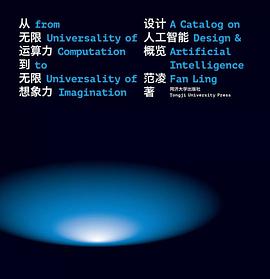 从 from
无限 Universality of
运算力 Computation
到 to
无限 Universality of
想象力 Imagination
设计 A Catalog on
人工智能 Design &
概览 Artificial
Intelligence
范凌 Fan Ling
著 同济大学出版社
Tongji University Press